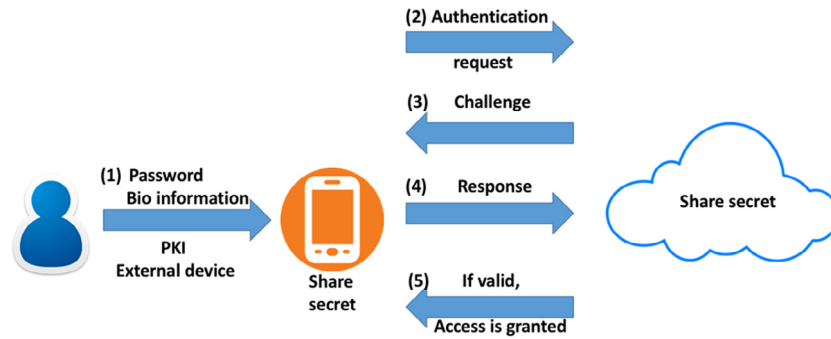 (2) Authentication
request
(3) Challenge
(1) Password
Bio information
PKI
External device
Share
secret
(4) Response
Share secret
(5) If valid,
Access is granted